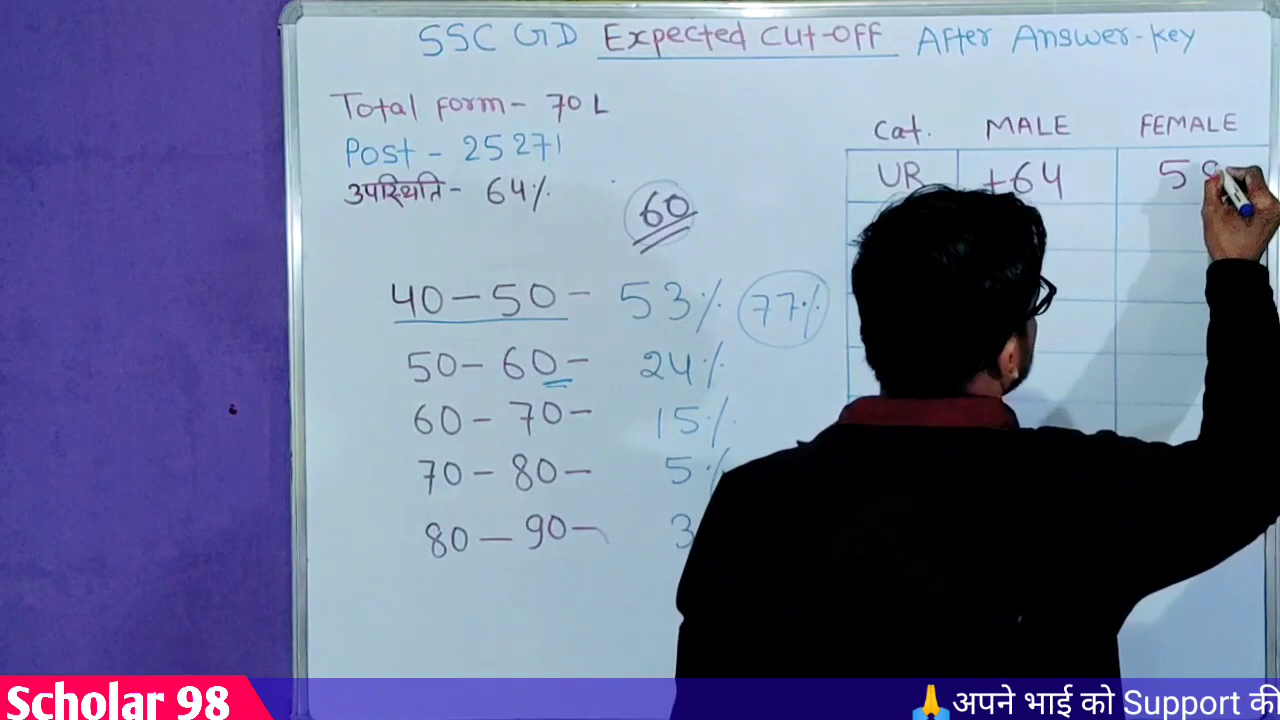 SSC GD Expected Cut-Off After Answer-Key
Total form- 70 L
Post - 25271
उपस्थिति- 64%
60
40-50- 53% 77%
50-60- 24%
60-70- 15%
70-80- 5%
80-90- 3
Cat. MALE FEMALE
UR +64 5
Scholar 98
🙏अपने भाई को Support की